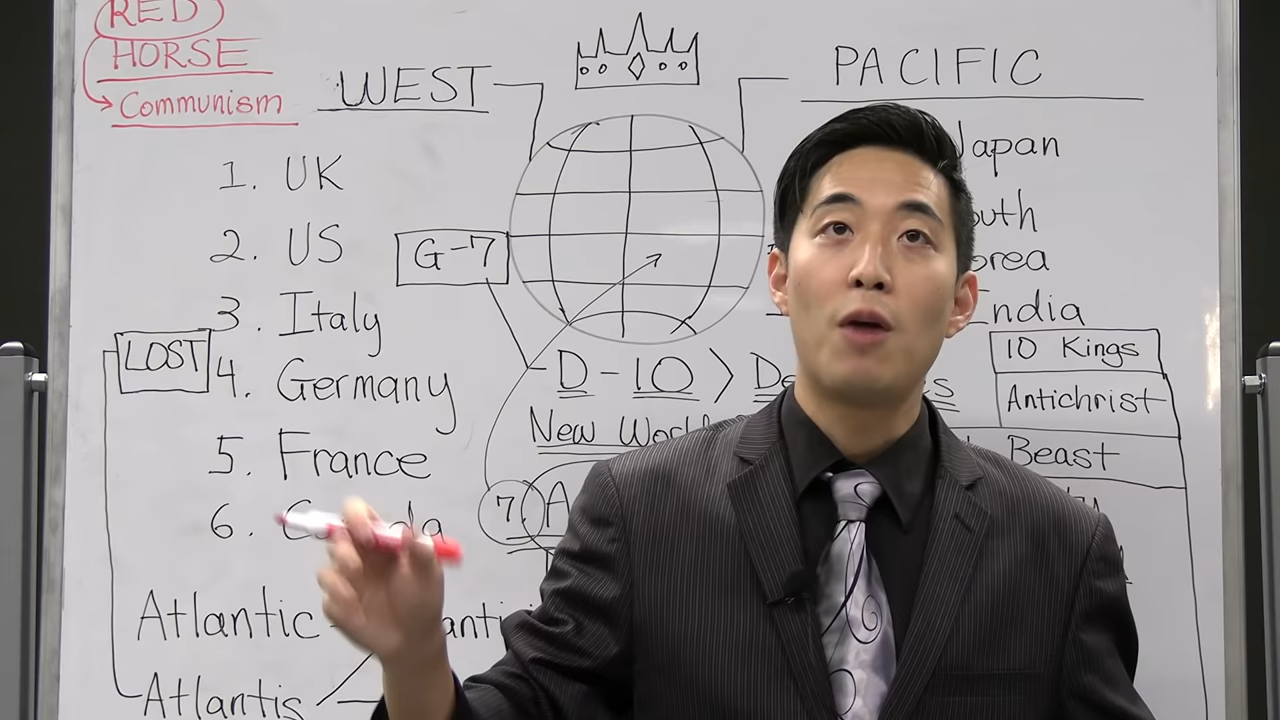 RED
HORSE
Communism
WEST
PACIFIC
1. UK
2. US
3. Italy
4. Germany
5. France
6.
LOST
G-7
Japan
India
D-10 >
New
10 Kings
Antichrist
Beast
7
Atlantic
Atlantis